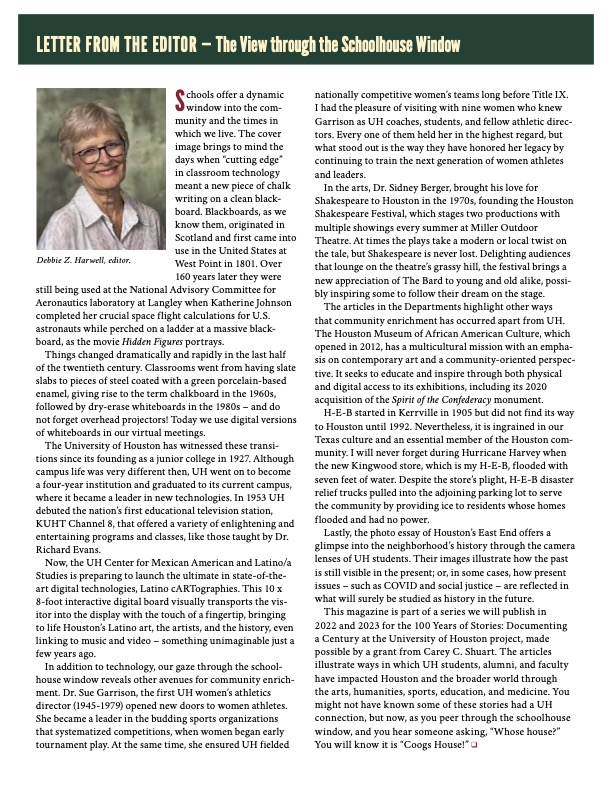 LETTER FROM THE EDITOR – The View through the Schoolhouse Window
Schools offer a dynamic
window into the com-
munity and the times in
which we live. The cover
image brings to mind the
days when “cutting edge”
in classroom technology
meant a new piece of chalk
writing on a clean black-
board. Blackboards, as we
know them, originated in
Scotland and first came into
use in the United States at
West Point in 1801. Over
160 years later they were
Debbie Z. Harwell, editor.
still being used at the National Advisory Committee for
Aeronautics laboratory at Langley when Katherine Johnson
completed her crucial space flight calculations for U.S.
astronauts while perched on a ladder at a massive black-
board, as the movie Hidden Figures portrays.
Things changed dramatically and rapidly in the last half
of the twentieth century. Classrooms went from having slate
slabs to pieces of steel coated with a green porcelain-based
enamel, giving rise to the term chalkboard in the 1960s,
followed by dry-erase whiteboards in the 1980s – and do
not forget overhead projectors! Today we use digital versions
of whiteboards in our virtual meetings.
The University of Houston has witnessed these transi-
tions since its founding as a junior college in 1927. Although
campus life was very different then, UH went on to become
a four-year institution and graduated to its current campus,
where it became a leader in new technologies. In 1953 UH
debuted the nation’s first educational television station,
KUHT Channel 8, that offered a variety of enlightening and
entertaining programs and classes, like those taught by Dr.
Richard Evans.
Now, the UH Center for Mexican American and Latino/a
Studies is preparing to launch the ultimate in state-of-the-
art digital technologies, Latino cARTographies. This 10 x
8-foot interactive digital board visually transports the vis-
itor into the display with the touch of a fingertip, bringing
to life Houston’s Latino art, the artists, and the history, even
linking to music and video – something unimaginable just a
few years ago.
In addition to technology, our gaze through the school-
house window reveals other avenues for community enrich-
ment. Dr. Sue Garrison, the first UH women’s athletics
director (1945-1979) opened new doors to women athletes.
She became a leader in the budding sports organizations
that systematized competitions, when women began early
tournament play. At the same time, she ensured UH fielded
nationally competitive women’s teams long before Title IX.
I had the pleasure of visiting with nine women who knew
Garrison as UH coaches, students, and fellow athletic direc-
tors. Every one of them held her in the highest regard, but
what stood out is the way they have honored her legacy by
continuing to train the next generation of women athletes
and leaders.
In the arts, Dr. Sidney Berger, brought his love for
Shakespeare to Houston in the 1970s, founding the Houston
Shakespeare Festival, which stages two productions with
multiple showings every summer at Miller Outdoor
Theatre. At times the plays take a modern or local twist on
the tale, but Shakespeare is never lost. Delighting audiences
that lounge on the theatre’s grassy hill, the festival brings a
new appreciation of The Bard to young and old alike, possi-
bly inspiring some to follow their dream on the stage.
The articles in the Departments highlight other ways
that community enrichment has occurred apart from UH.
The Houston Museum of African American Culture, which
opened in 2012, has a multicultural mission with an empha-
sis on contemporary art and a community-oriented perspec-
tive. It seeks to educate and inspire through both physical
and digital access to its exhibitions, including its 2020
acquisition of the Spirit of the Confederacy monument.
H-E-B started in Kerrville in 1905 but did not find its way
to Houston until 1992. Nevertheless, it is ingrained in our
Texas culture and an essential member of the Houston com-
munity. I will never forget during Hurricane Harvey when
the new Kingwood store, which is my H-E-B, flooded with
seven feet of water. Despite the store’s plight, H-E-B disaster
relief trucks pulled into the adjoining parking lot to serve
the community by providing ice to residents whose homes
flooded and had no power.
Lastly, the photo essay of Houston’s East End offers a
glimpse into the neighborhood’s history through the camera
lenses of UH students. Their images illustrate how the past
is still visible in the present; or, in some cases, how present
issues – such as COVID and social justice – are reflected in
what will surely be studied as history in the future.
This magazine is part of a series we will publish in
2022 and 2023 for the 100 Years of Stories: Documenting
a Century at the University of Houston project, made
possible by a grant from Carey C. Shuart. The articles
illustrate ways in which UH students, alumni, and faculty
have impacted Houston and the broader world through
the arts, humanities, sports, education, and medicine. You
might not have known some of these stories had a UH
connection, but now, as you peer through the schoolhouse
window, and you hear someone asking, “Whose house?”
You will know it is “Coogs House!”